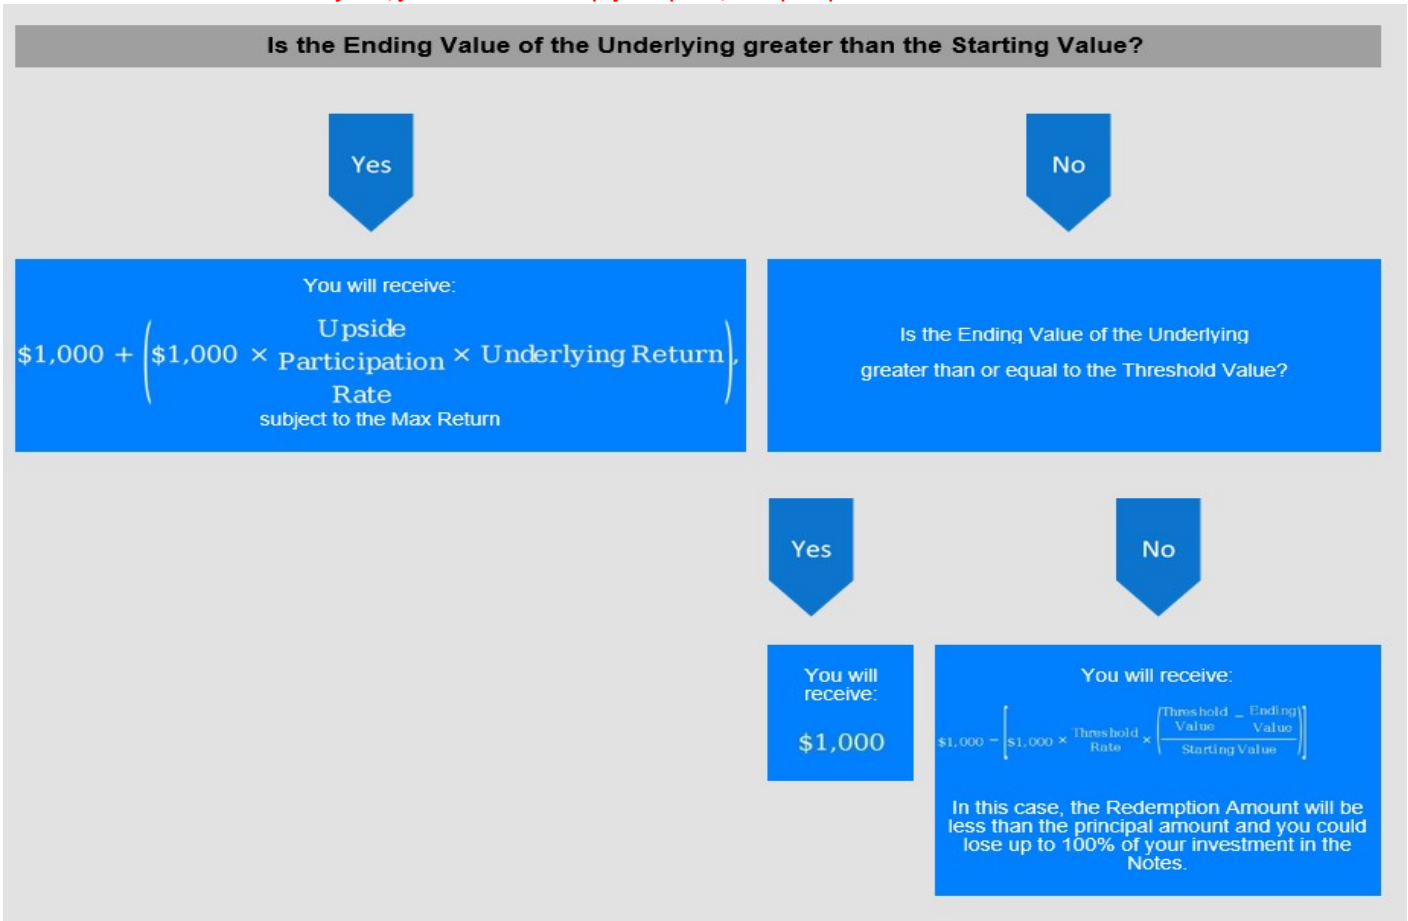 Is the Ending Value of the Underlying greater than the Starting Value?
Yes
No
You will receive:
$1,000 + ($1,000 × Upside Participation Rate × Underlying Return),
subject to the Max Return
Is the Ending Value of the Underlying
greater than or equal to the Threshold Value?
Yes
No
You will
receive:
$1,000
You will receive:
$1,000 − [$1,000 × Threshold Rate × (Threshold Value − Ending Value / Starting Value)]
In this case, the Redemption Amount will be
less than the principal amount and you could
lose up to 100% of your investment in the
Notes.